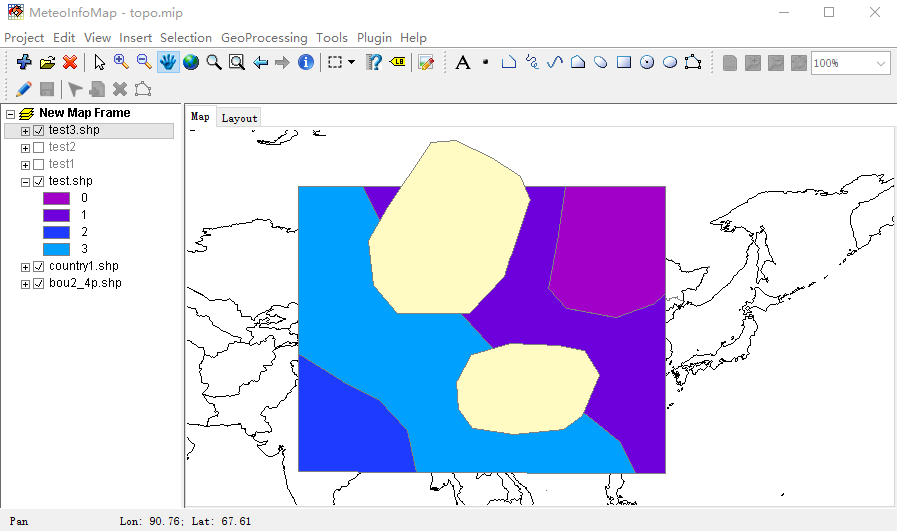 MeteoInfoMap - topo.mip
Project Edit View Insert Selection GeoProcessing Tools Plugin Help
LB A 100%
New Map Frame
test3.shp
test2
test1
test.shp
0
1
2
3
country1.shp
bou2_4p.shp
Map Layout
Pan Lon: 90.76; Lat: 67.61